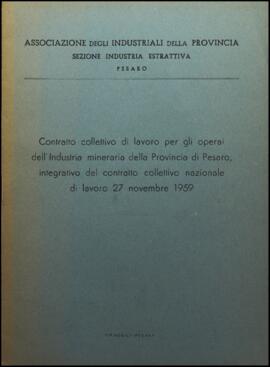 ASSOCIAZIONE DEGLI INDUSTRIALI DELLA PROVINCIA
SEZIONE INDUSTRIA ESTRATTIVA
PESARO
Contratto collettivo di lavoro per gli operai
dell'Industria mineraria della Provincia di Pesaro,
integrativo del contratto collettivo nazionale
di lavoro 27 novembre 1959